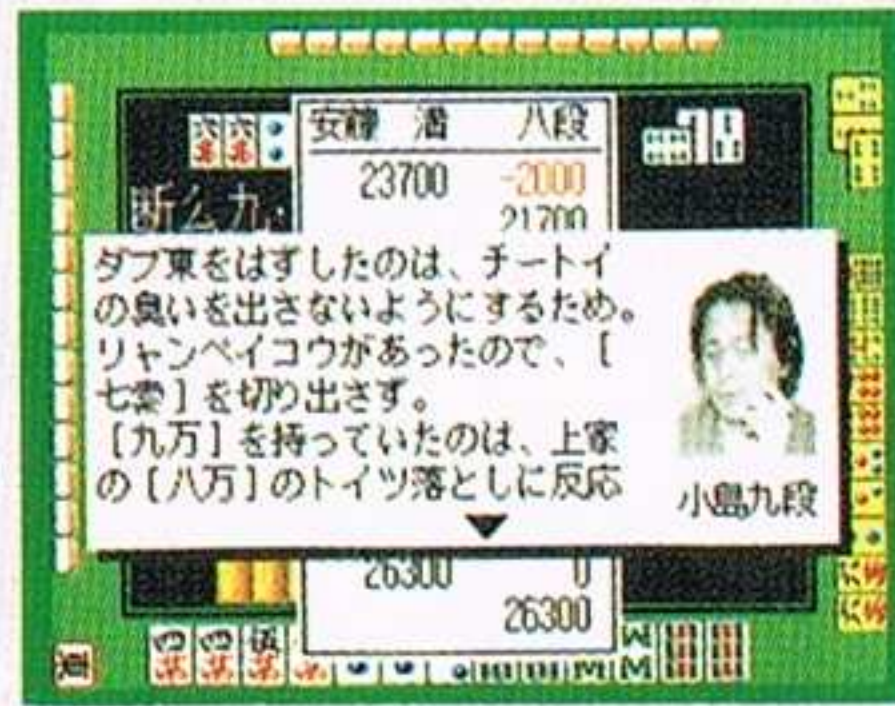 安藤 満 八段
23700 -2000
21700
断么九
ダブ東をはずしたのは、チートイ
の臭いを出さないようにするため。
リャンペイコウがあったので、[
七索]を切り出さず。
[九万]を持っていたのは、上家
の[八万]のトイツ落としに反応
小島九段
26300 0
26300
東